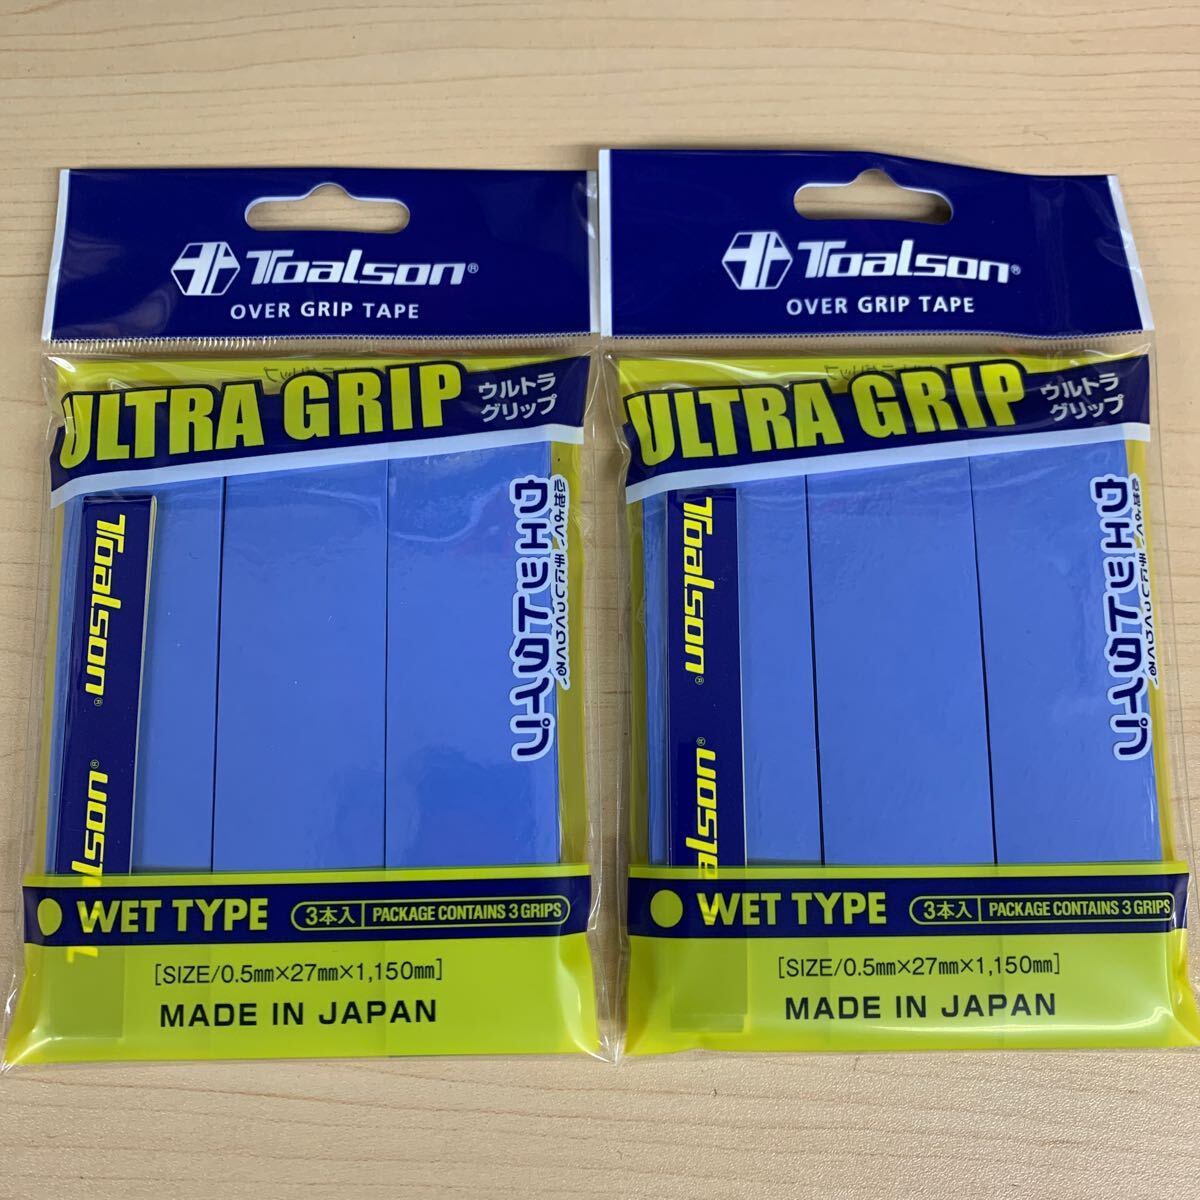 Toalson®
OVER GRIP TAPE
ULTRA GRIP
ウルトラ
グリップ
ウェットタイプ
Toalson®
®
WET TYPE
3本入
PACKAGE CONTAINS 3 GRIPS
[SIZE/0.5mm×27mm×1,150mm]
MADE IN JAPAN
Toalson®
OVER GRIP TAPE
ULTRA GRIP
ウルトラ
グリップ
ウェットタイプ
Toalson®
®
WET TYPE
3本入
PACKAGE CONTAINS 3 GRIPS
[SIZE/0.5mm×27mm×1,150mm]
MADE IN JAPAN